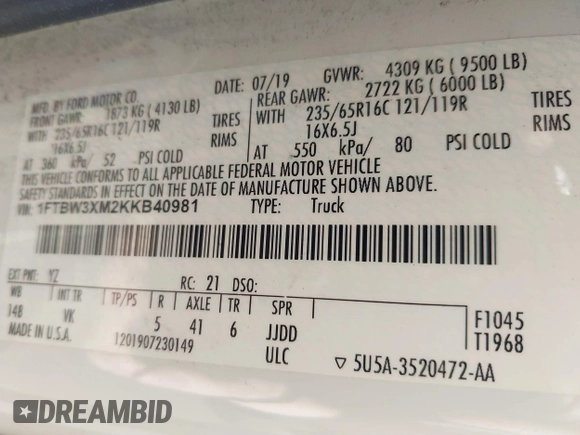 MFD. BY FORD MOTOR CO.
DATE: 07/19 GVWR: 4309 KG ( 9500 LB)
FRONT GAWR: 1873 KG ( 4130 LB)
REAR GAWR: 2722 KG ( 6000 LB)
WITH 235/65R16C 121/119R TIRES
WITH 235/65R16C 121/119R TIRES
16X6.5J RIMS
16X6.5J RIMS
AT 360 kPa/ 52 PSI COLD
AT 550 kPa/ 80 PSI COLD
THIS VEHICLE CONFORMS TO ALL APPLICABLE FEDERAL MOTOR VEHICLE
SAFETY STANDARDS IN EFFECT ON THE DATE OF MANUFACTURE SHOWN ABOVE.
VIN: 1FTBW3XM2KKB40981 TYPE: Truck
EXT PNT: YZ RC: 21 DSO:
WB INT TR TP/PS R AXLE TR SPR
148 VK 5 41 6 JJDD
F1045
T1968
MADE IN U.S.A. 1201907230149 ULC
▽ 5U5A-3520472-AA
DREAMBID